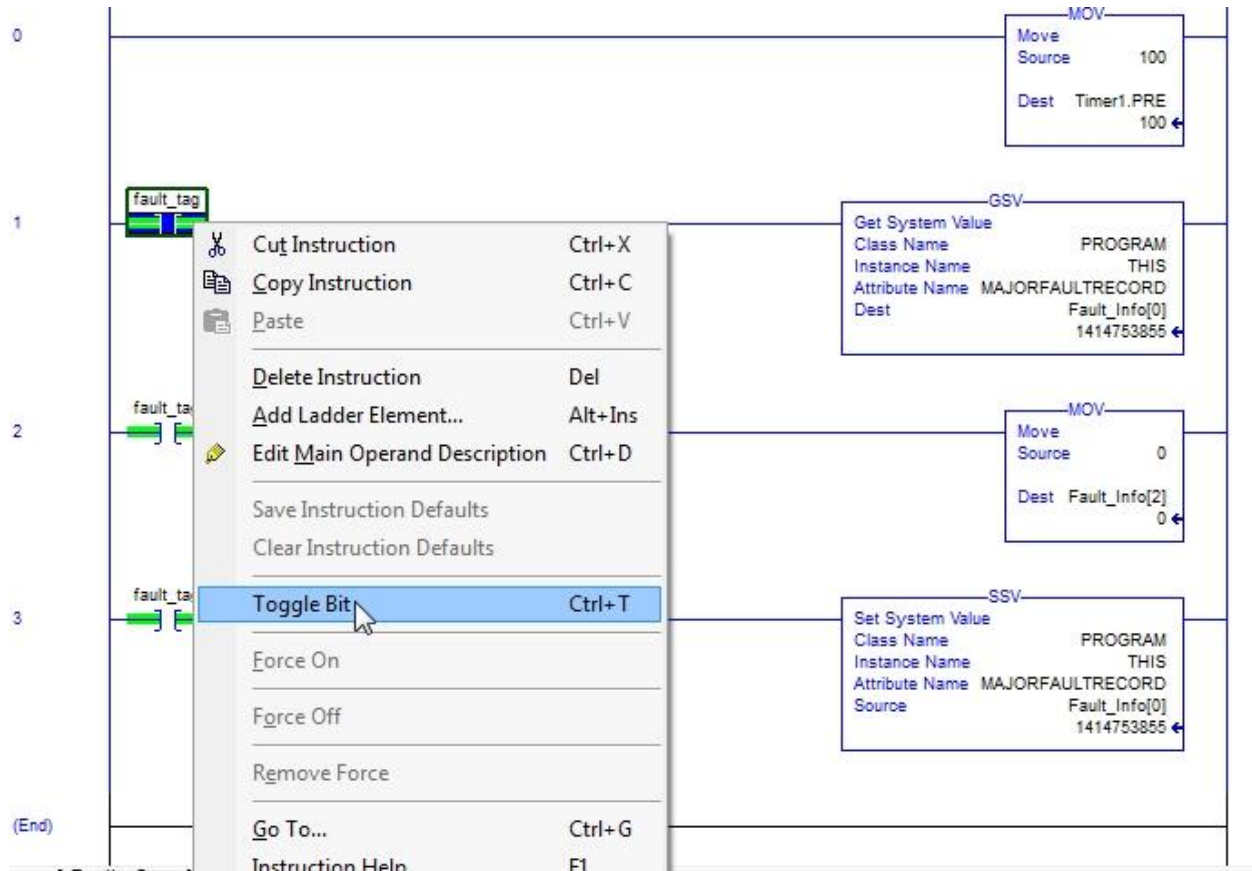 0
MOV
Move
Source 100
Dest Timer1.PRE
100
1
fault_tag
GSV
Get System Value
Class Name PROGRAM
Instance Name THIS
Attribute Name MAJORFAULTRECORD
Dest Fault_Info[0]
1414753855
Cut Instruction Ctrl+X
Copy Instruction Ctrl+C
Paste Ctrl+V
Delete Instruction Del
Add Ladder Element... Alt+Ins
Edit Main Operand Description Ctrl+D
Save Instruction Defaults
Clear Instruction Defaults
Toggle Bit Ctrl+T
Force On
Force Off
Remove Force
Go To... Ctrl+G
Instruction Help F1
2
fault_ta
MOV
Move
Source 0
Dest Fault_Info[2]
0
3
fault_ta
SSV
Set System Value
Class Name PROGRAM
Instance Name THIS
Attribute Name MAJORFAULTRECORD
Source Fault_Info[0]
1414753855
(End)